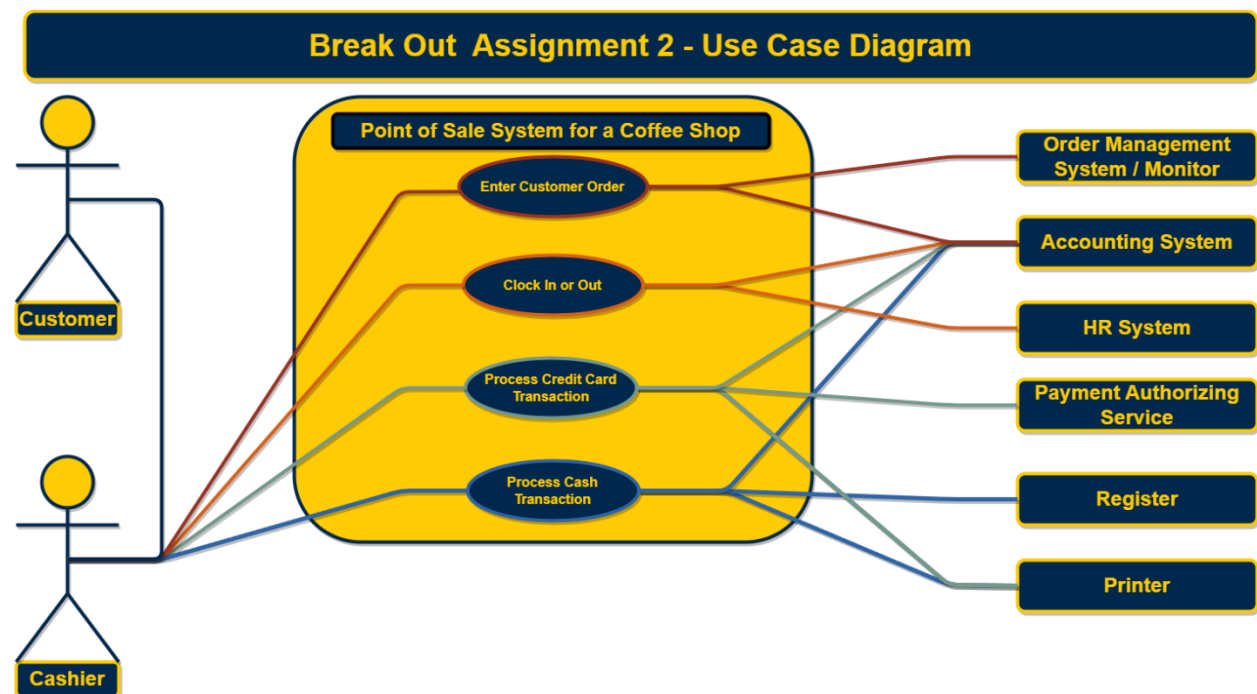 Break Out  Assignment 2 - Use Case Diagram
Point of Sale System for a Coffee Shop
Enter Customer Order
Clock In or Out
Process Credit Card
Transaction
Process Cash
Transaction
Customer
Cashier
Order Management
System / Monitor
Accounting System
HR System
Payment Authorizing
Service
Register
Printer